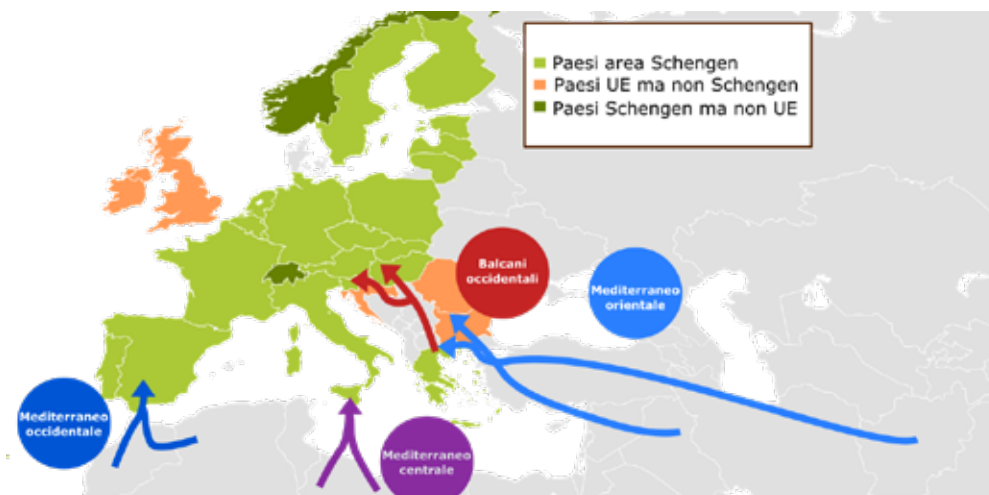 Paesi area Schengen
Paesi UE ma non Schengen
Paesi Schengen ma non UE
Balcani
occidentali
Mediterraneo
orientale
Mediterraneo
occidentale
Mediterraneo
centrale